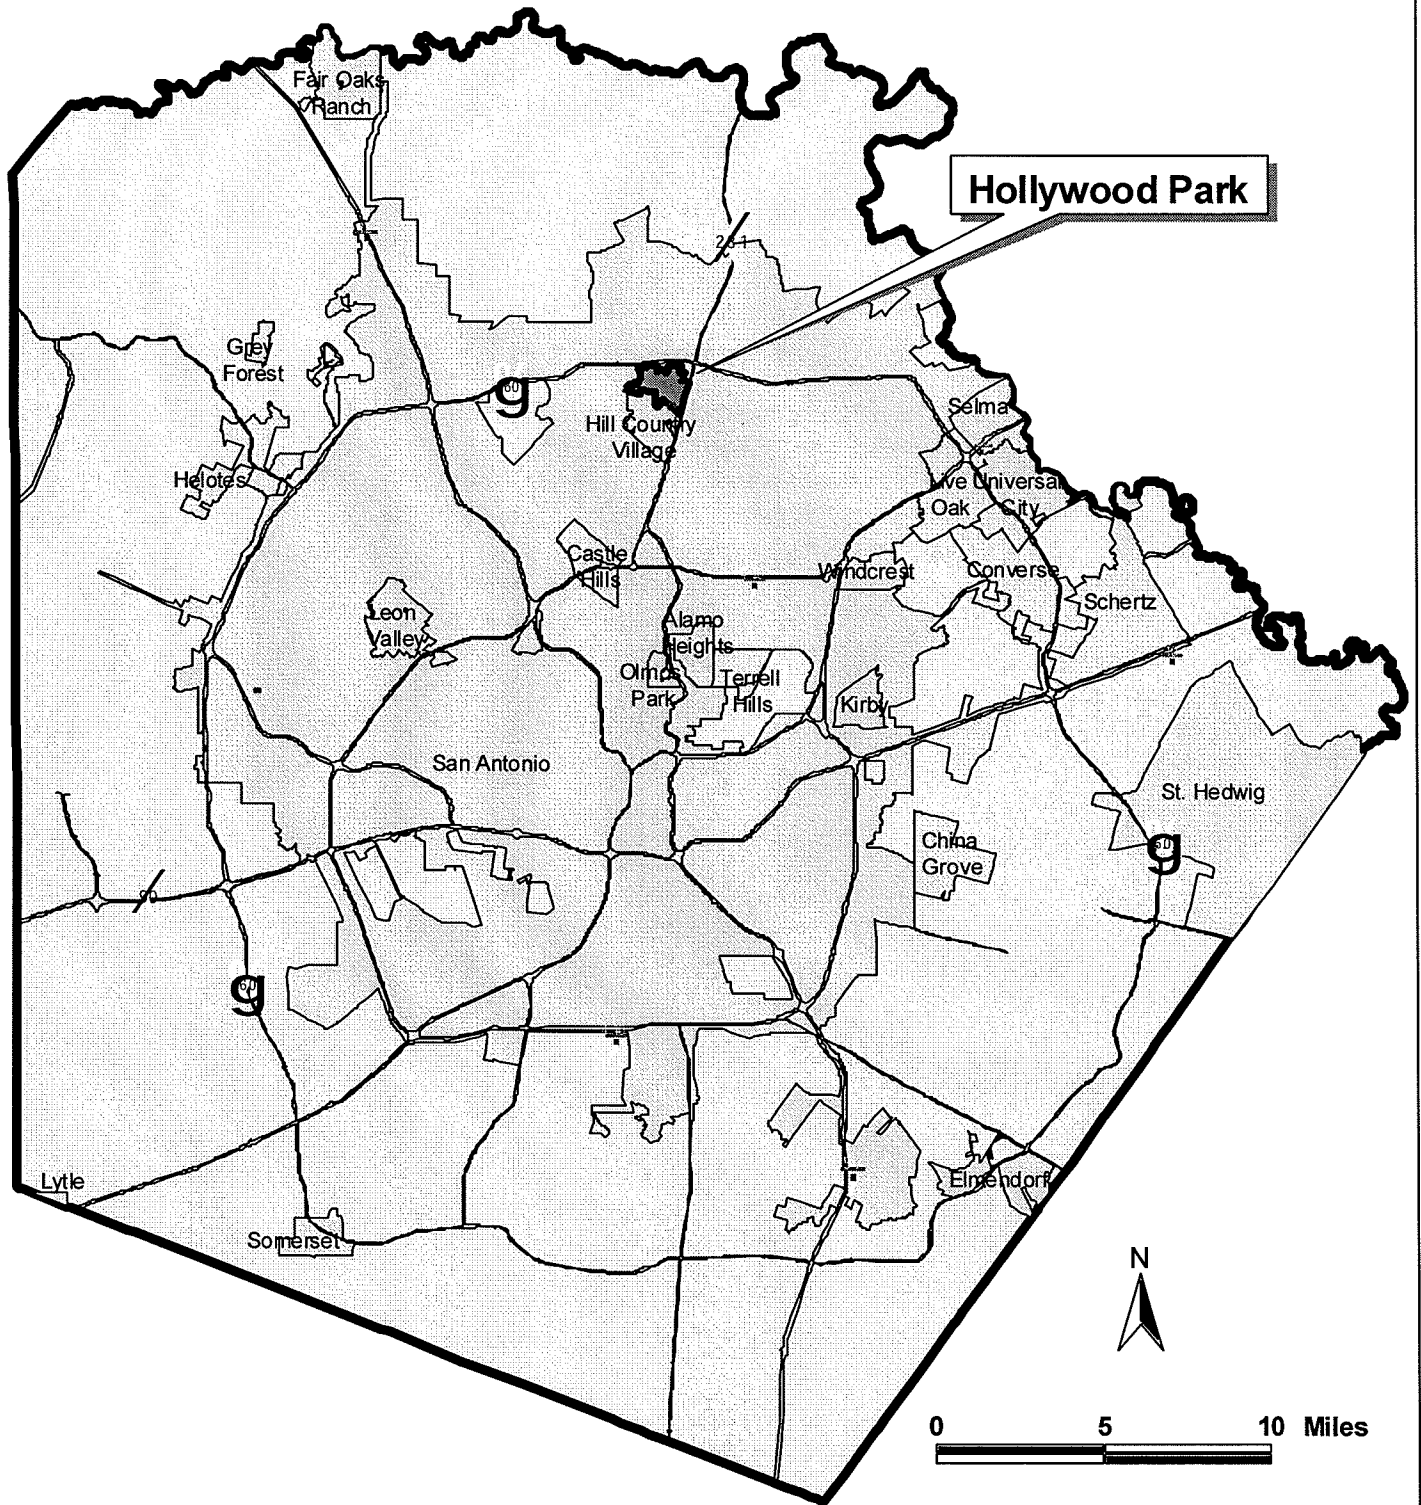 Fair Oaks
Ranch
Hollywood Park
281
Grey
Forest
g
Selma
Hill Country
Village
Helotes
Live Universal
Oak City
Castle
Hills
Windcrest
Converse
Schertz
Leon
Valley
Alamo
Heights
Olmos
Park
Terrell
Hills
Kirby
San Antonio
St. Hedwig
China
Grove
g
g
Lytle
Elmendorf
Somerset
N
0 5 10 Miles